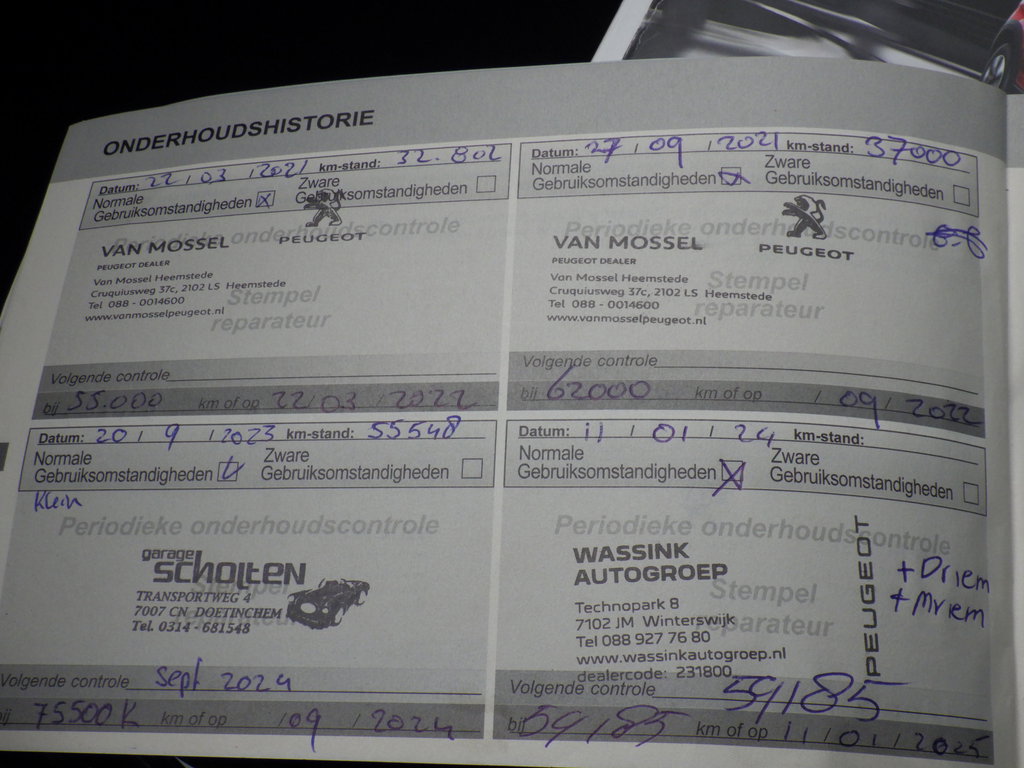 ONDERHOUDSHISTORIE
Datum: 22 / 03 / 2021 km-stand: 32.802
Normale
Gebruiksomstandigheden
Zware
Gebruiksomstandigheden
Periodieke onderhoudscontrole
VAN MOSSEL
PEUGEOT
PEUGEOT DEALER
Van Mossel Heemstede
Cruquiusweg 37c, 2102 LS Heemstede
Tel 088 - 0014600
www.vanmosselpeugeot.nl
Stempel
reparateur
Volgende controle
bij 55.000 km of op 22/03/2022
Datum: 27 / 09 / 2021 km-stand: 37000
Normale
Gebruiksomstandigheden
Zware
Gebruiksomstandigheden
Periodieke onderhoudscontrole
VAN MOSSEL
PEUGEOT
PEUGEOT DEALER
Van Mossel Heemstede
Cruquiusweg 37c, 2102 LS Heemstede
Tel 088 - 0014600
www.vanmosselpeugeot.nl
Stempel
reparateur
Volgende controle
bij 62000 km of op / 09 / 2022
Datum: 20 / 9 / 2023 km-stand: 55548
Normale
Gebruiksomstandigheden
Zware
Gebruiksomstandigheden
Klein
Periodieke onderhoudscontrole
garage
scholten
Stempel
TRANSPORTWEG 4
7007 CN DOETINCHEM
reparateur
Tel. 0314 - 681548
Volgende controle Sept 2024
bij 75500 K km of op / 09 / 2024
Datum: 11 / 01 / 24 km-stand:
Normale
Gebruiksomstandigheden
Zware
Gebruiksomstandigheden
Periodieke onderhoudscontrole
WASSINK
AUTOGROEP
PEUGEOT
+ Driem
+ Mriem
Stempel
reparateur
Technopark 8
7102 JM Winterswijk
Tel 088 927 76 80
www.wassinkautogroep.nl
dealercode: 231800
Volgende controle 59185
bij 59185 km of op 11 / 01 / 2025